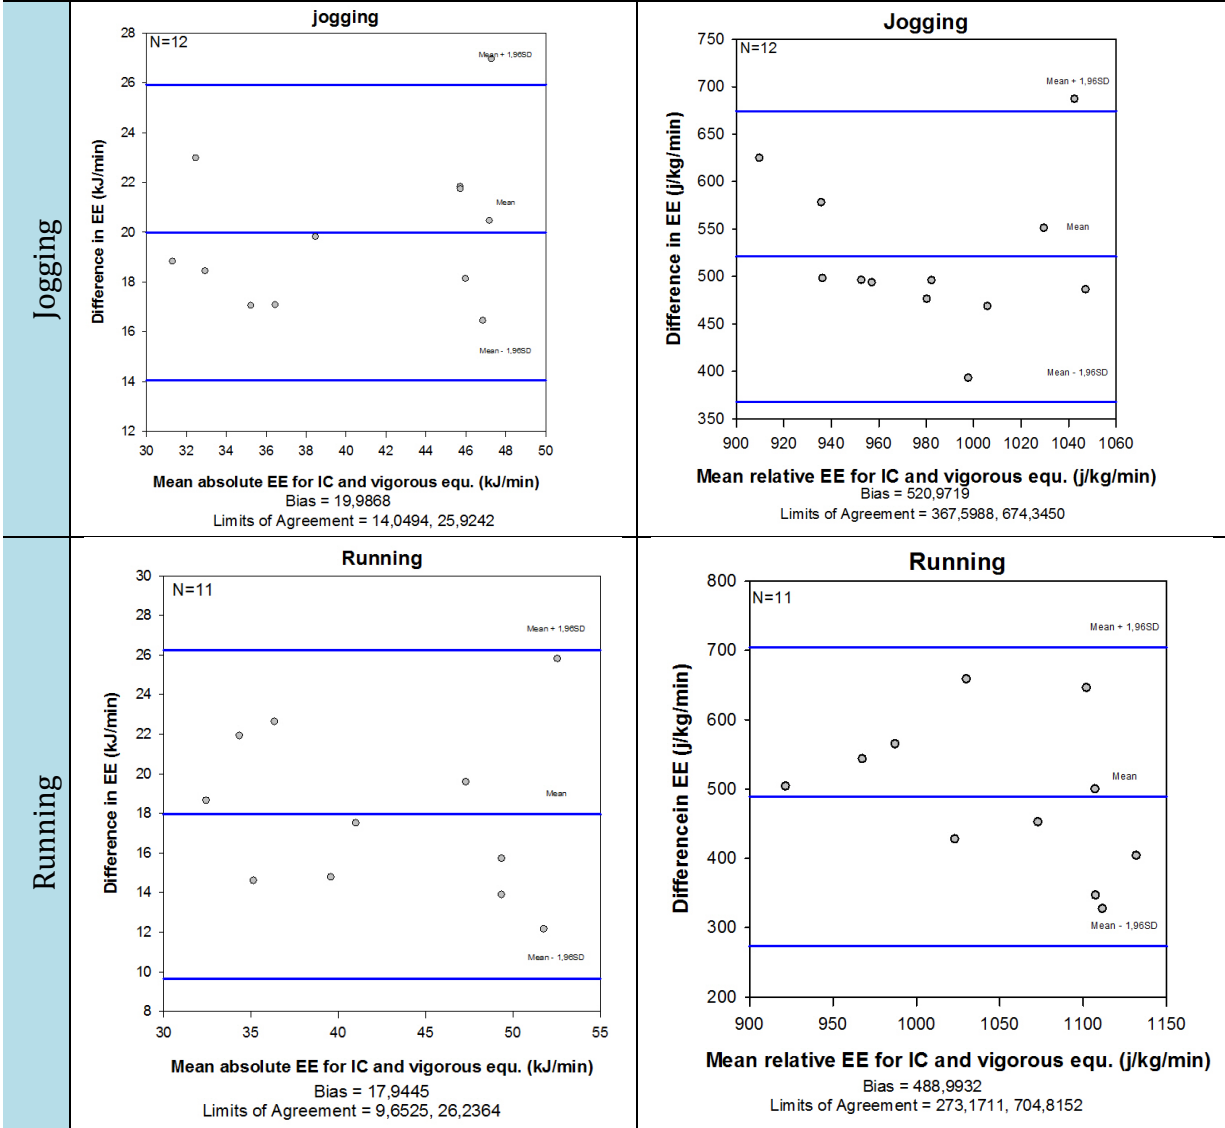 Jogging
jogging
N=12
Mean + 1,96SD
Mean
Mean - 1,96SD
28
26
24
22
20
18
16
14
12
30 32 34 36 38 40 42 44 46 48 50
Difference in EE (kJ/min)
Mean absolute EE for IC and vigorous equ. (kJ/min)
Bias = 19,9868
Limits of Agreement = 14,0494, 25,9242
Jogging
N=12
Mean + 1,96SD
Mean
Mean - 1,96SD
750
700
650
600
550
500
450
400
350
900 920 940 960 980 1000 1020 1040 1060
Difference in EE (j/kg/min)
Mean relative EE for IC and vigorous equ. (j/kg/min)
Bias = 520,9719
Limits of Agreement = 367,5988, 674,3450
Running
Running
N=11
Mean + 1,96SD
Mean
Mean - 1,96SD
30
28
26
24
22
20
18
16
14
12
10
8
30 35 40 45 50 55
Difference in EE (kJ/min)
Mean absolute EE for IC and vigorous equ. (kJ/min)
Bias = 17,9445
Limits of Agreement = 9,6525, 26,2364
Running
N=11
Mean + 1,96SD
Mean
Mean - 1,96SD
800
700
600
500
400
300
200
900 950 1000 1050 1100 1150
Differencein EE (j/kg/min)
Mean relative EE for IC and vigorous equ. (j/kg/min)
Bias = 488,9932
Limits of Agreement = 273,1711, 704,8152